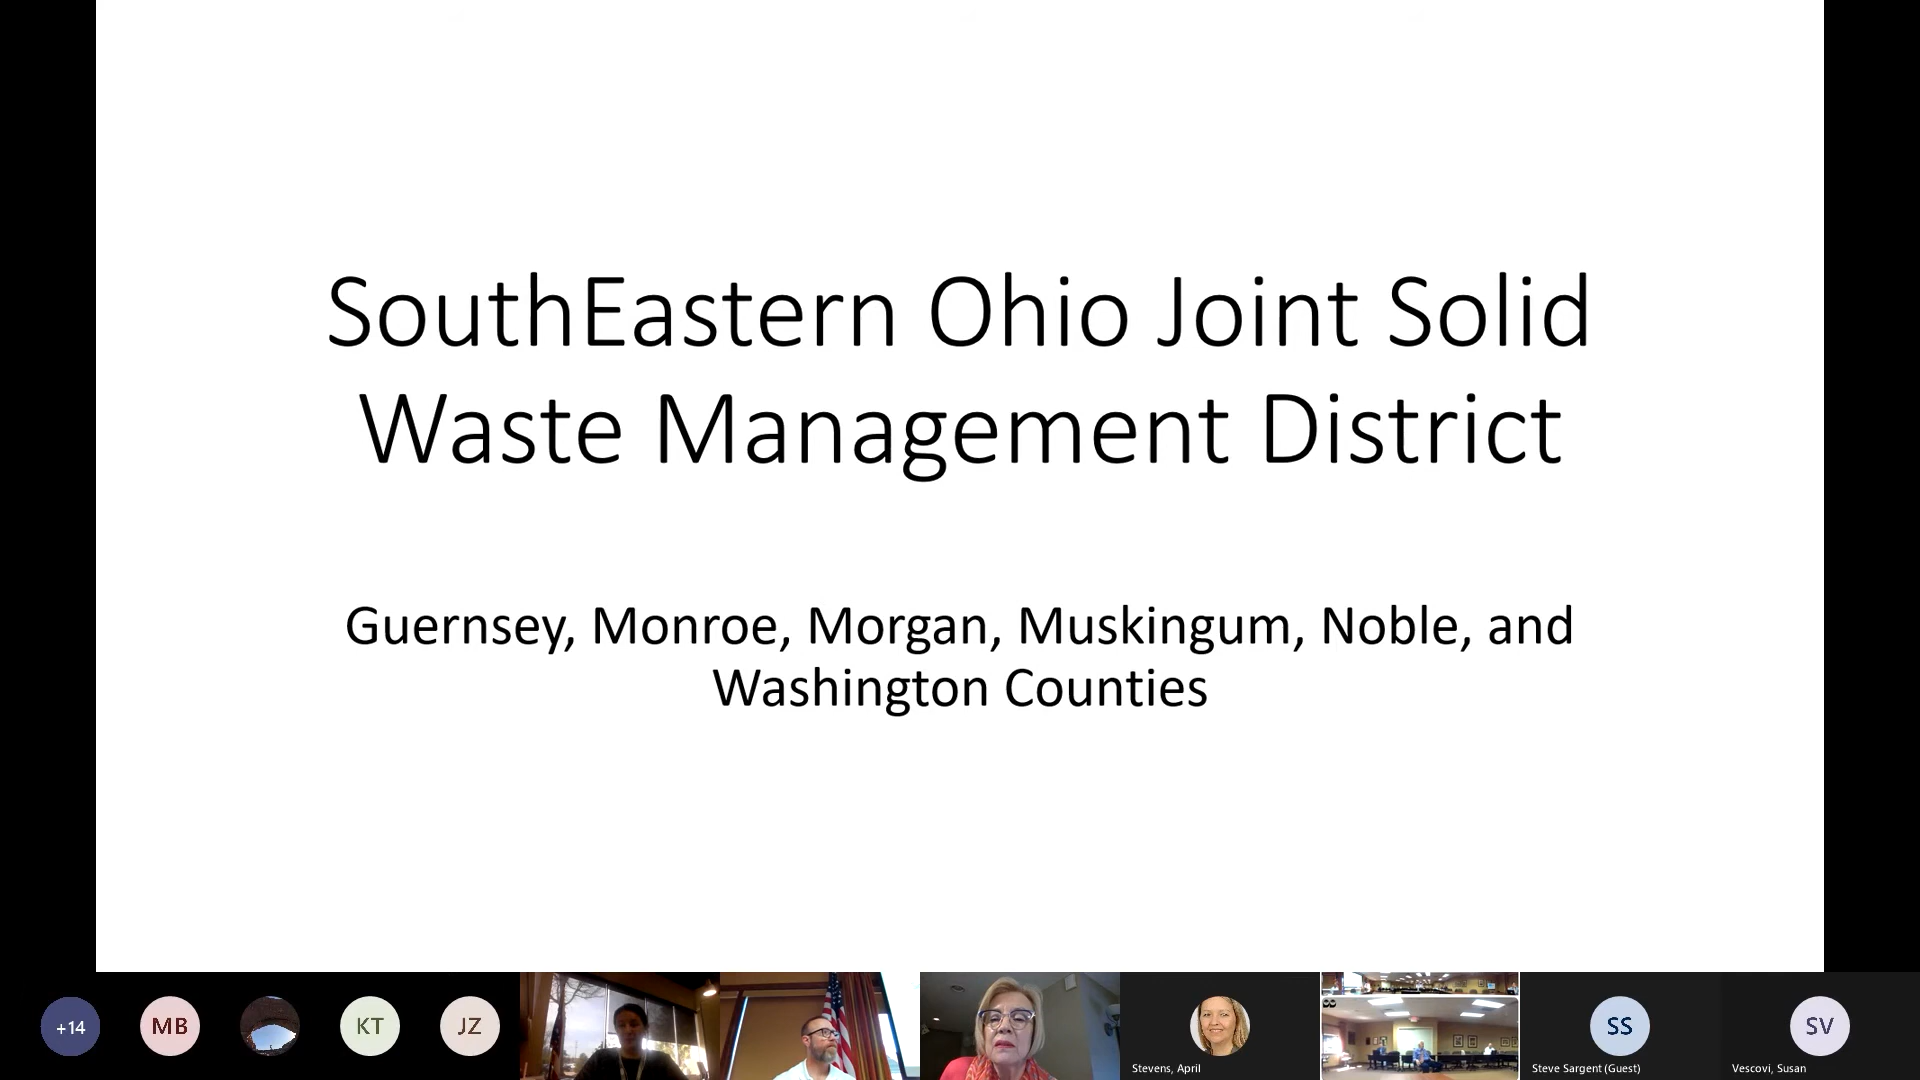 SouthEastern Ohio Joint Solid
Waste Management District
Guernsey, Monroe, Morgan, Muskingum, Noble, and
Washington Counties
+14
MB
KT
JZ
Stevens, April
SS
Steve Sargent (Guest)
SV
Vescovi, Susan